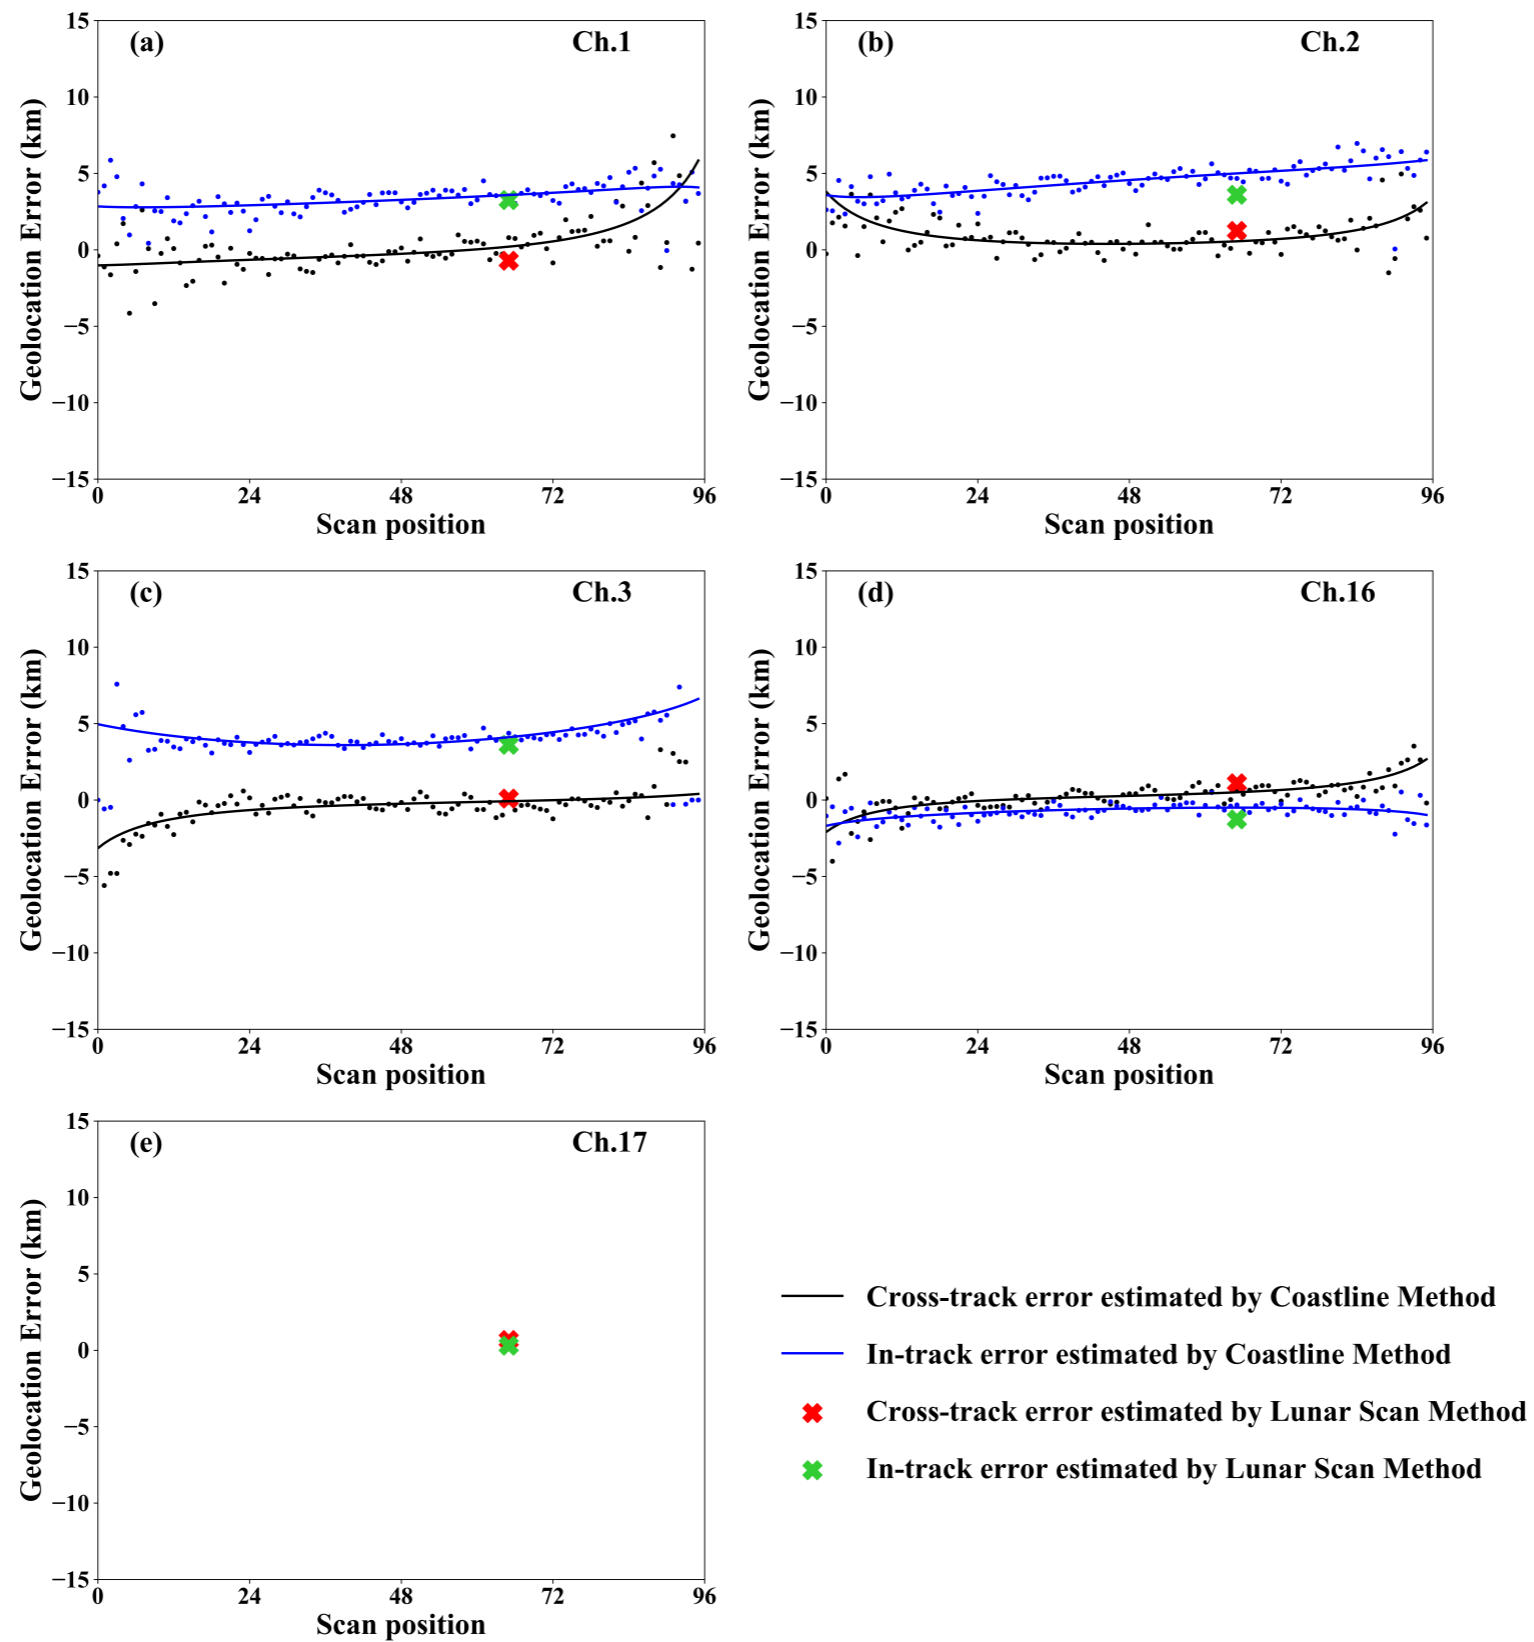 (a) Ch.1
15
10
5
0
−5
−10
−15
0 24 48 72 96
Geolocation Error (km)
Scan position
(b) Ch.2
15
10
5
0
−5
−10
−15
0 24 48 72 96
Geolocation Error (km)
Scan position
(c) Ch.3
15
10
5
0
−5
−10
−15
0 24 48 72 96
Geolocation Error (km)
Scan position
(d) Ch.16
15
10
5
0
−5
−10
−15
0 24 48 72 96
Geolocation Error (km)
Scan position
(e) Ch.17
15
10
5
0
−5
−10
−15
0 24 48 72 96
Geolocation Error (km)
Scan position
Cross-track error estimated by Coastline Method
In-track error estimated by Coastline Method
Cross-track error estimated by Lunar Scan Method
In-track error estimated by Lunar Scan Method